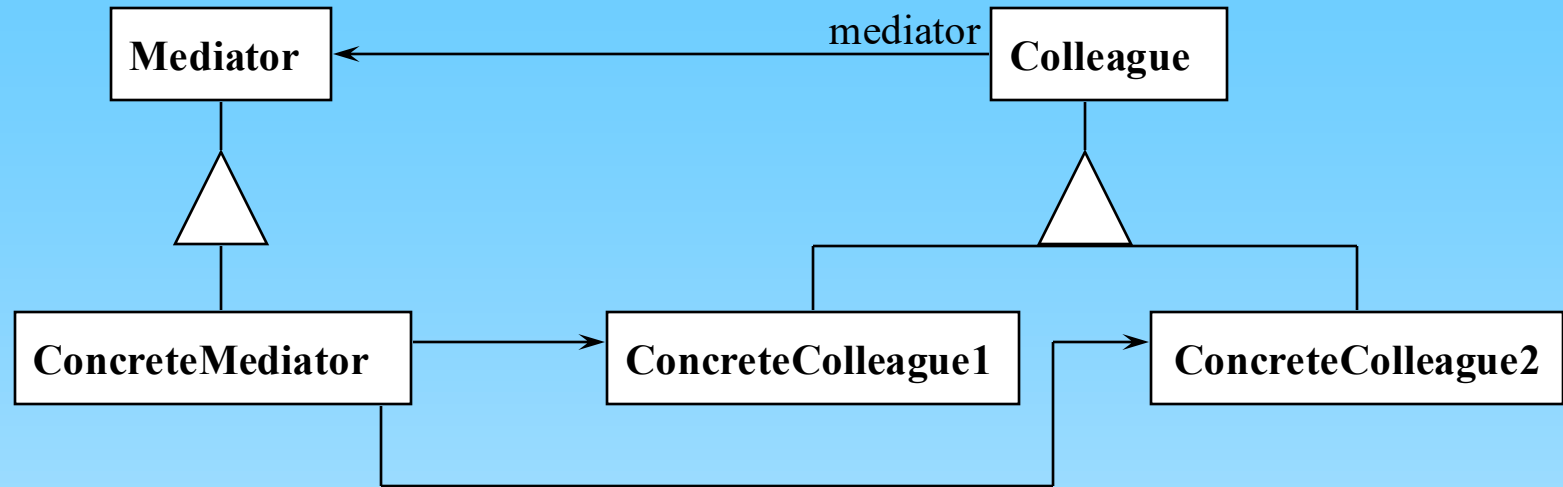 mediator
Mediator
Colleague
ConcreteMediator
ConcreteColleague1
ConcreteColleague2